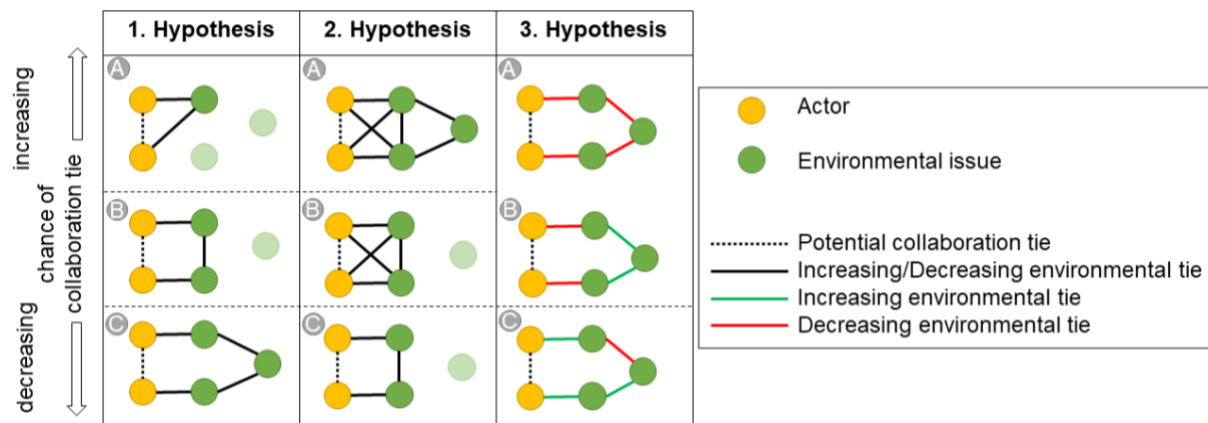 1. Hypothesis
2. Hypothesis
3. Hypothesis
increasing
chance of
collaboration tie
decreasing
A
A
A
B
B
B
C
C
C
Actor
Environmental issue
Potential collaboration tie
Increasing/Decreasing environmental tie
Increasing environmental tie
Decreasing environmental tie